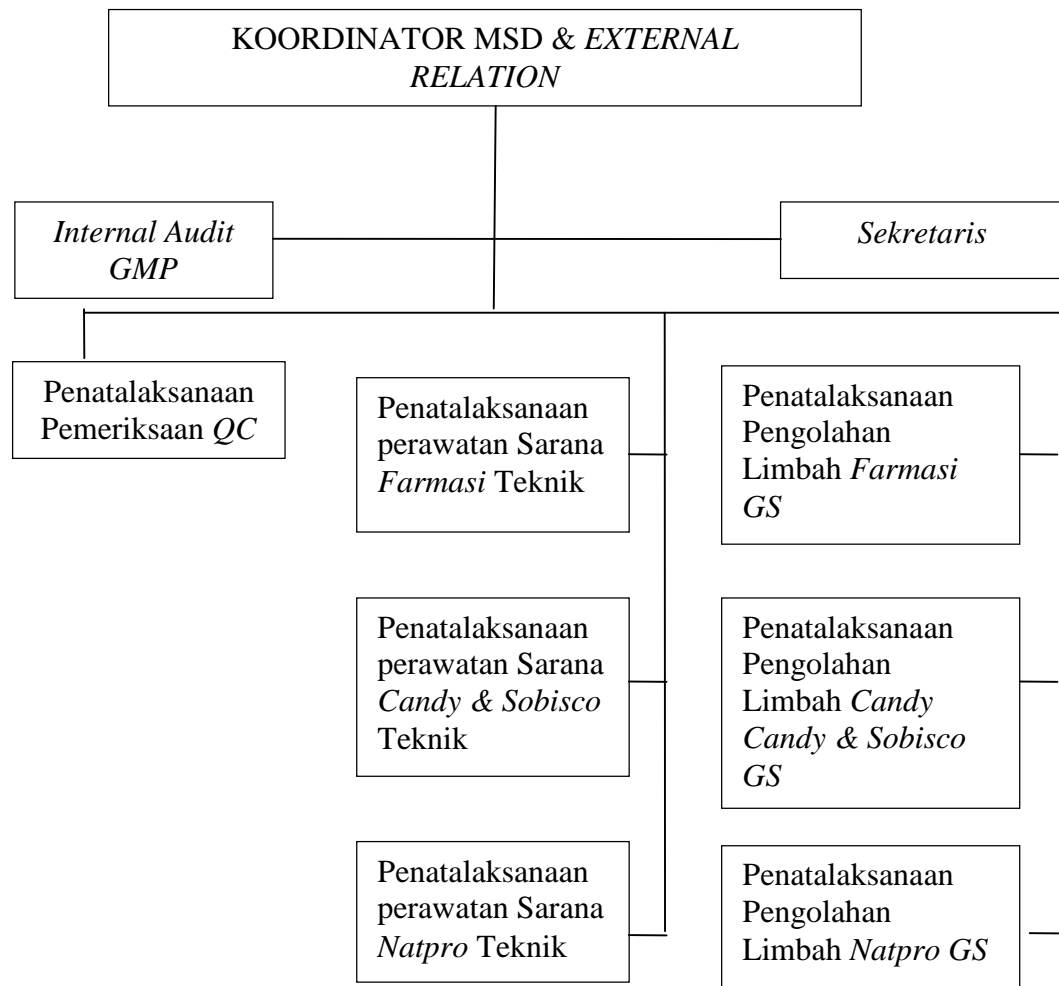 KOORDINATOR MSD & EXTERNAL
RELATION
Internal Audit
GMP
Sekretaris
Penatalaksanaan
Pemeriksaan QC
Penatalaksanaan
perawatan Sarana
Farmasi Teknik
Penatalaksanaan
Pengolahan
Limbah Farmasi
GS
Penatalaksanaan
perawatan Sarana
Candy & Sobisco
Teknik
Penatalaksanaan
Pengolahan
Limbah Candy
Candy & Sobisco
GS
Penatalaksanaan
perawatan Sarana
Natpro Teknik
Penatalaksanaan
Pengolahan
Limbah Natpro GS